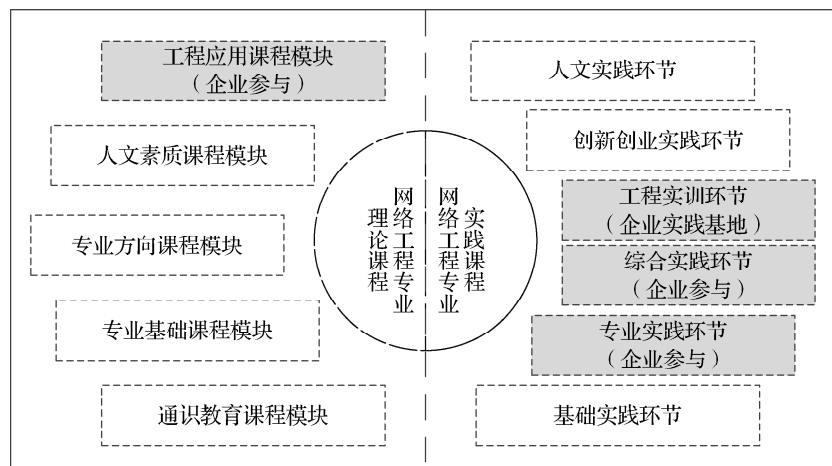 工程应用课程模块
（企业参与）
人文素质课程模块
专业方向课程模块
专业基础课程模块
通识教育课程模块
网络工程专业
理论课程
网络工程专业
实践课程
人文实践环节
创新创业实践环节
工程实训环节
（企业实践基地）
综合实践环节
（企业参与）
专业实践环节
（企业参与）
基础实践环节